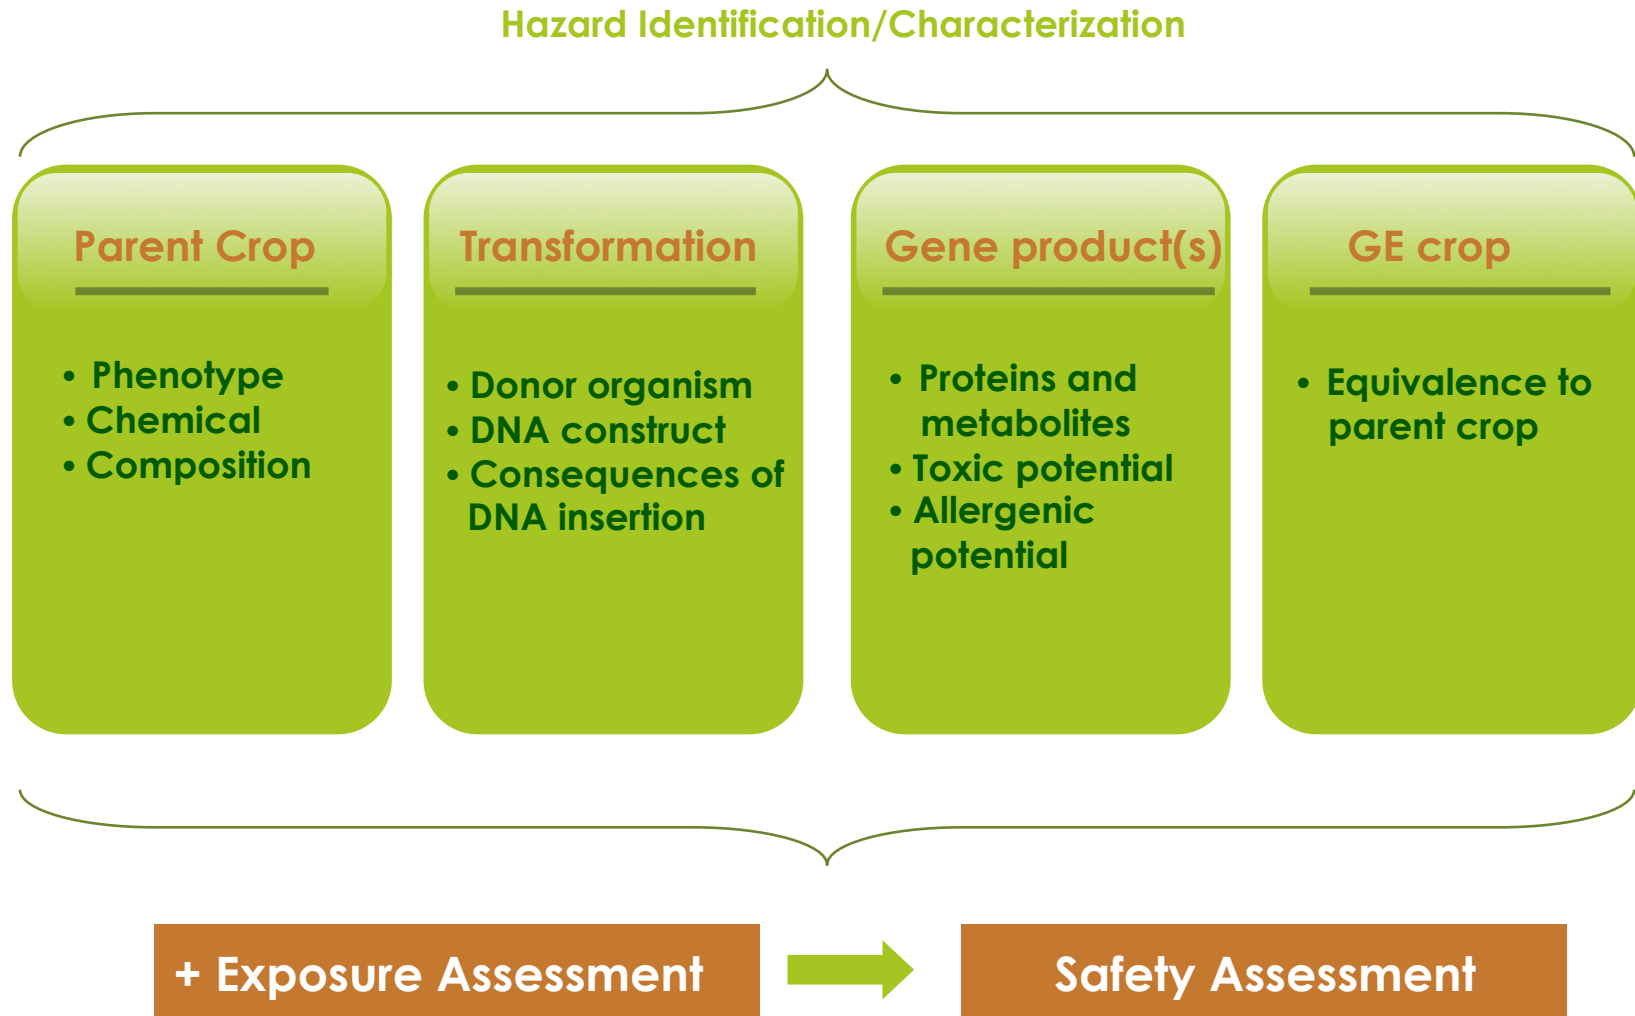 Hazard Identification/Characterization
Parent Crop
• Phenotype
• Chemical
• Composition
Transformation
• Donor organism
• DNA construct
• Consequences of
DNA insertion
Gene product(s)
• Proteins and
metabolites
• Toxic potential
• Allergenic
potential
GE crop
• Equivalence to
parent crop
+ Exposure Assessment
Safety Assessment